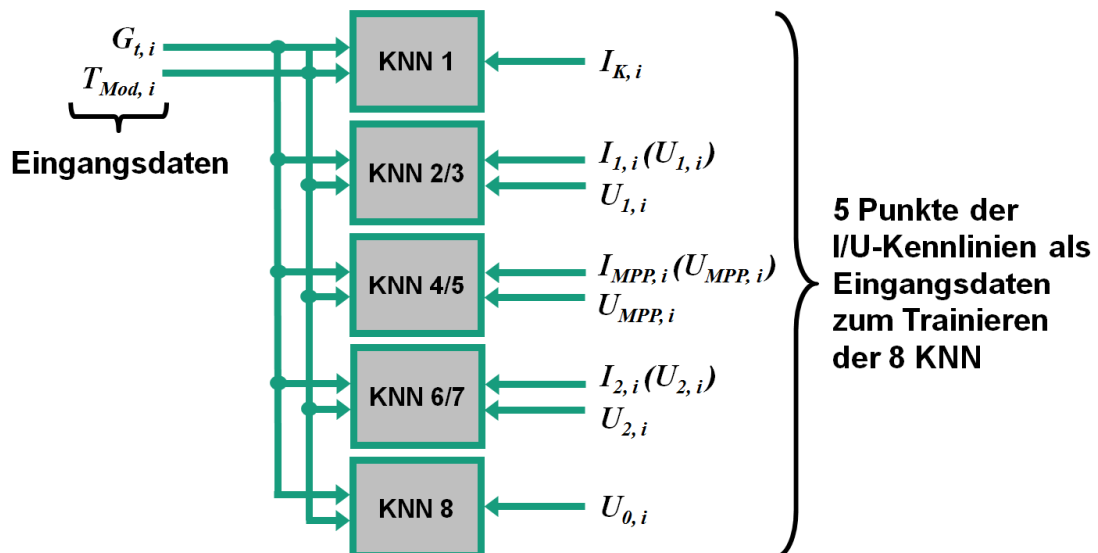 G_{t, i}
T_{Mod, i}
Eingangsdaten
KNN 1
I_{K, i}
KNN 2/3
I_{1, i}(U_{1, i})
U_{1, i}
KNN 4/5
I_{MPP, i}(U_{MPP, i})
U_{MPP, i}
KNN 6/7
I_{2, i}(U_{2, i})
U_{2, i}
KNN 8
U_{0, i}
5 Punkte der
I/U-Kennlinien als
Eingangsdaten
zum Trainieren
der 8 KNN